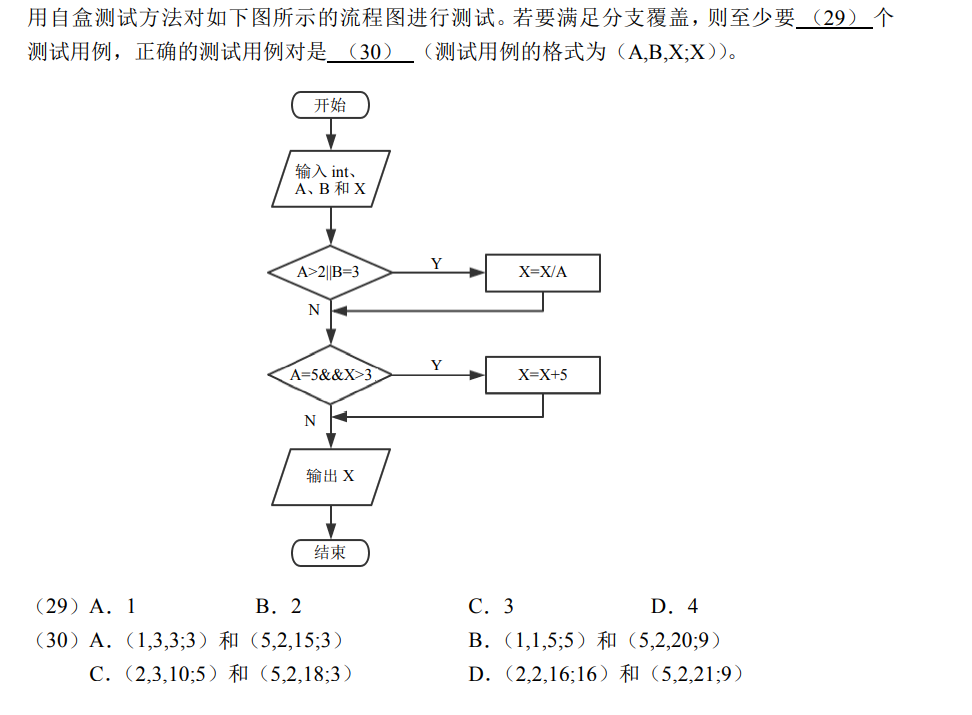 用自盒测试方法对如下图所示的流程图进行测试。若要满足分支覆盖，则至少要（29）个
测试用例，正确的测试用例对是（30）（测试用例的格式为（A,B,X;X））。
开始
输入 int、
A、B 和 X
A>2||B=3
Y
X=X/A
N
A=5&&X>3
Y
X=X+5
N
输出 X
结束
（29）A．1 B．2 C．3 D．4
（30）A．（1,3,3;3）和（5,2,15;3） B．（1,1,5;5）和（5,2,20;9）
C．（2,3,10;5）和（5,2,18;3） D．（2,2,16;16）和（5,2,21;9）